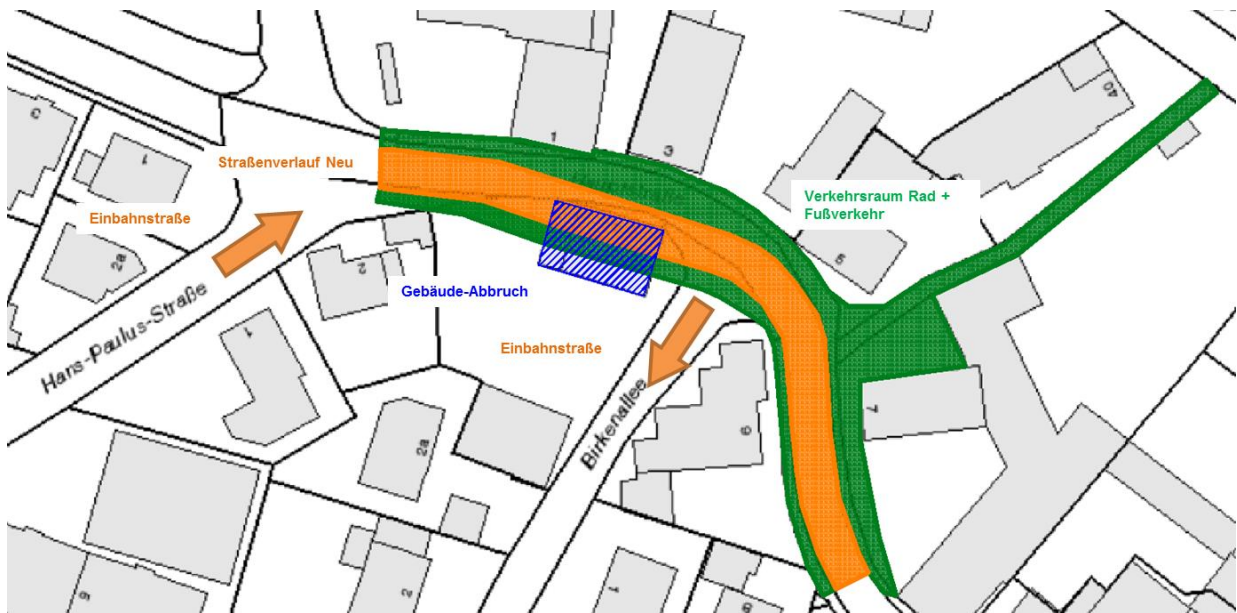 Straßenverlauf Neu
Einbahnstraße
Verkehrsraum Rad +
Fußverkehr
Gebäude-Abbruch
Einbahnstraße
Hans-Paulus-Straße
Birkenallee
1
3
40
1
2a
2
5
1
7
2a
6
2
1